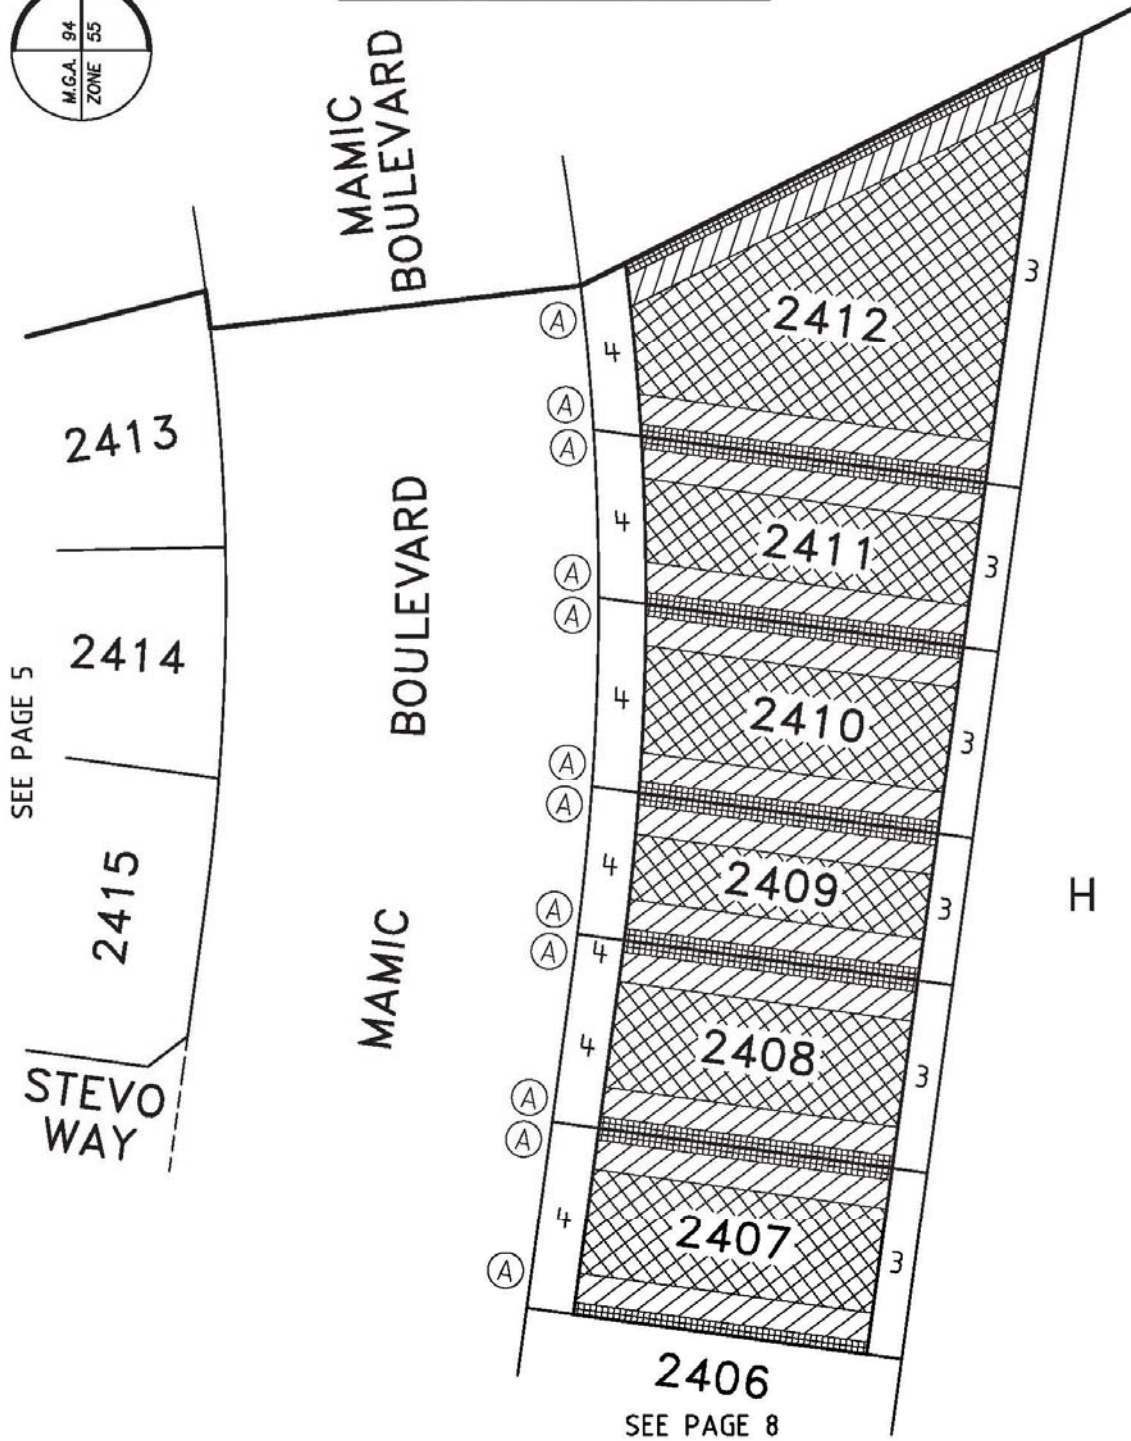 M.G.A. 94
ZONE 55
MAMIC
BOULEVARD
3
2412
A
4
A
2413
A
BOULEVARD
4
2411
3
A
A
2414
SEE PAGE 5
4
2410
3
A
A
2415
4
2409
3
H
A
MAMIC
A
4
4
2408
3
STEVO
WAY
A
A
4
2407
3
A
2406
SEE PAGE 8